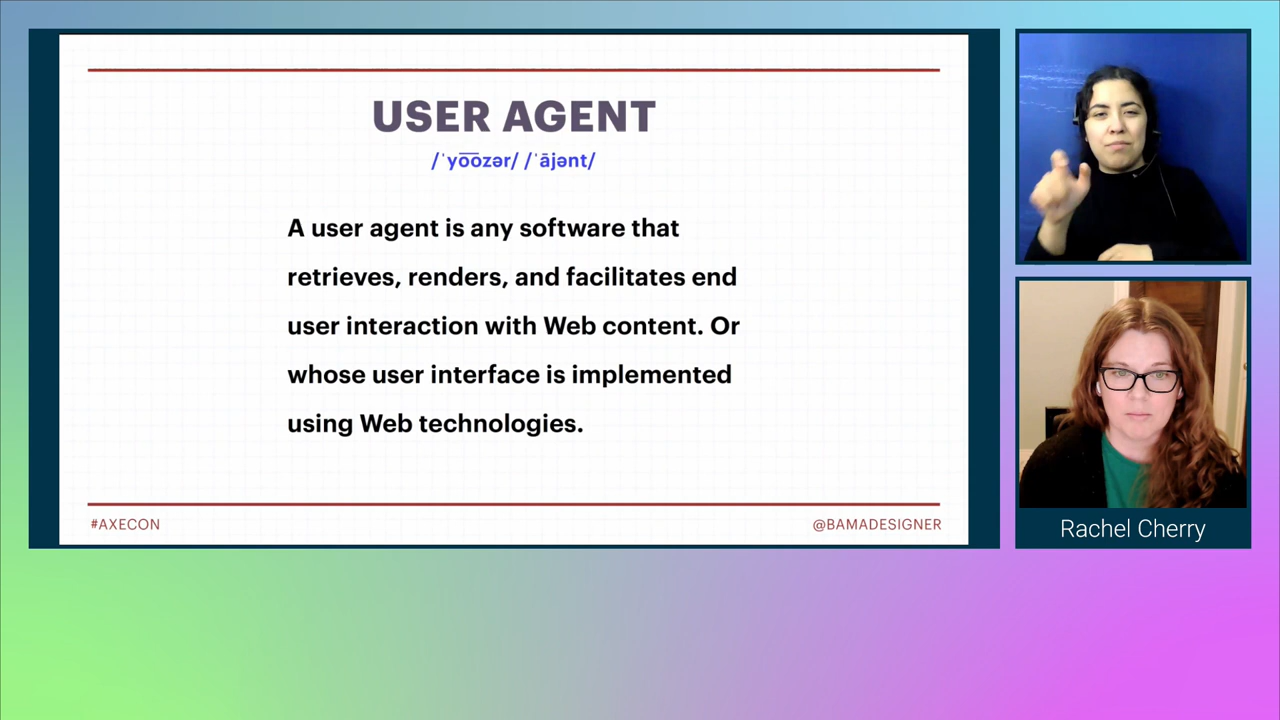 USER AGENT
/ˈyo͞ozər/ /ˈājənt/
A user agent is any software that
retrieves, renders, and facilitates end
user interaction with Web content. Or
whose user interface is implemented
using Web technologies.
#AXECON
@BAMADESIGNER
Rachel Cherry